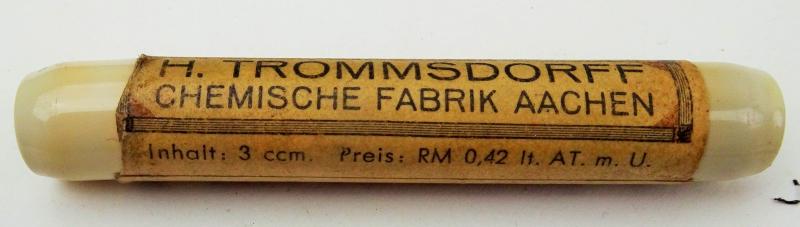 H. TROMMSDORFF
CHEMISCHE FABRIK AACHEN
Inhalt: 3 ccm. Preis: RM 0,42 lt. AT. m. U.